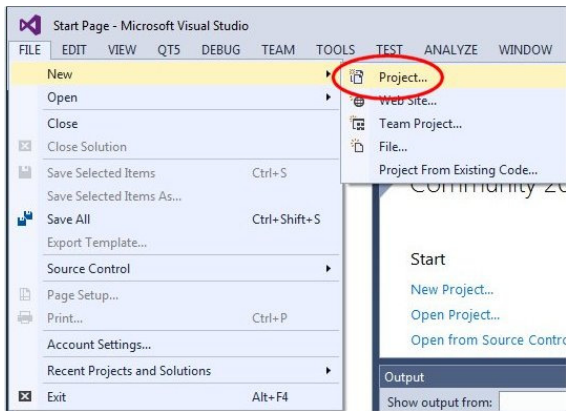 Start Page - Microsoft Visual Studio
FILE EDIT VIEW QT5 DEBUG TEAM TOOLS TEST ANALYZE WINDOW
New
Open
Close
Close Solution
Save Selected Items Ctrl+S
Save Selected Items As...
Save All Ctrl+Shift+S
Export Template...
Source Control
Page Setup...
Print... Ctrl+P
Account Settings...
Recent Projects and Solutions
Exit Alt+F4
Project...
Web Site...
Team Project...
File...
Project From Existing Code...
Community 20
Start
New Project...
Open Project...
Open from Source Contro
Output
Show output from: